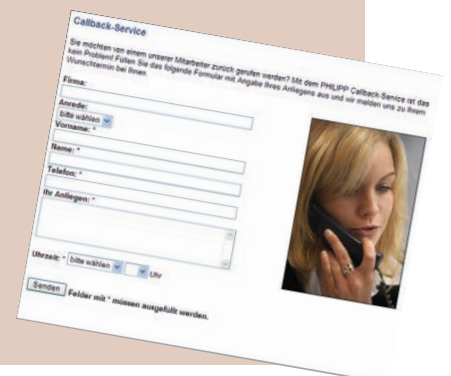 Callback-Service
Sie möchten von einem unserer Mitarbeiter zurück gerufen werden? Mit dem PHILIPP Callback-Service ist das
kein Problem! Füllen Sie das folgende Formular mit Angabe Ihres Anliegens aus und wir melden uns zu Ihrem
Wunschtermin bei Ihnen.
Firma:
Anrede:
bitte wählen
Vorname: *
Name: *
Telefon: *
Ihr Anliegen: *
Uhrzeit: * bitte wählen Uhr
Senden Felder mit * müssen ausgefüllt werden.